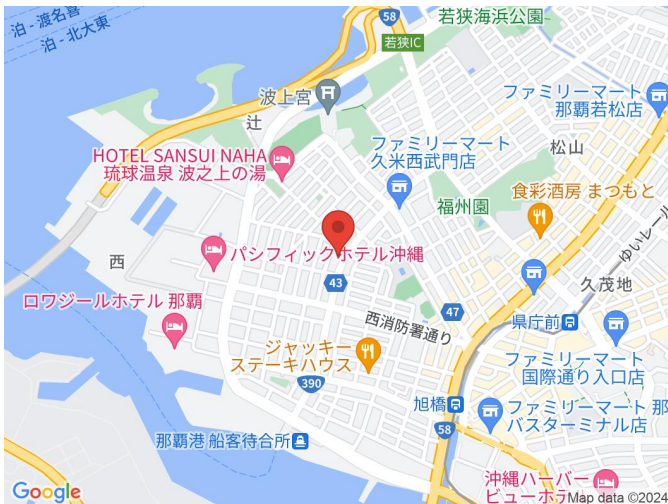 泊 - 渡名喜
泊 - 北大東
58
若狭海浜公園
若狭IC
波上宮
辻
ファミリーマート
那覇若松店
HOTEL SANSUI NAHA
琉球温泉 波之上の湯
ファミリーマート
久米西武門店
松山
福州園
食彩酒房 まつもと
ゆいレール
西
パシフィックホテル沖縄
43
ロワジールホテル 那覇
47
久茂地
西消防署通り
県庁前
ジャッキー
ステーキハウス
390
ファミリーマート
国際通り入口店
旭橋
58
ファミリーマート 那
バスターミナル店
那覇港 船客待合所
沖縄ハーバー
ビューホテ
Google
Map data ©2024